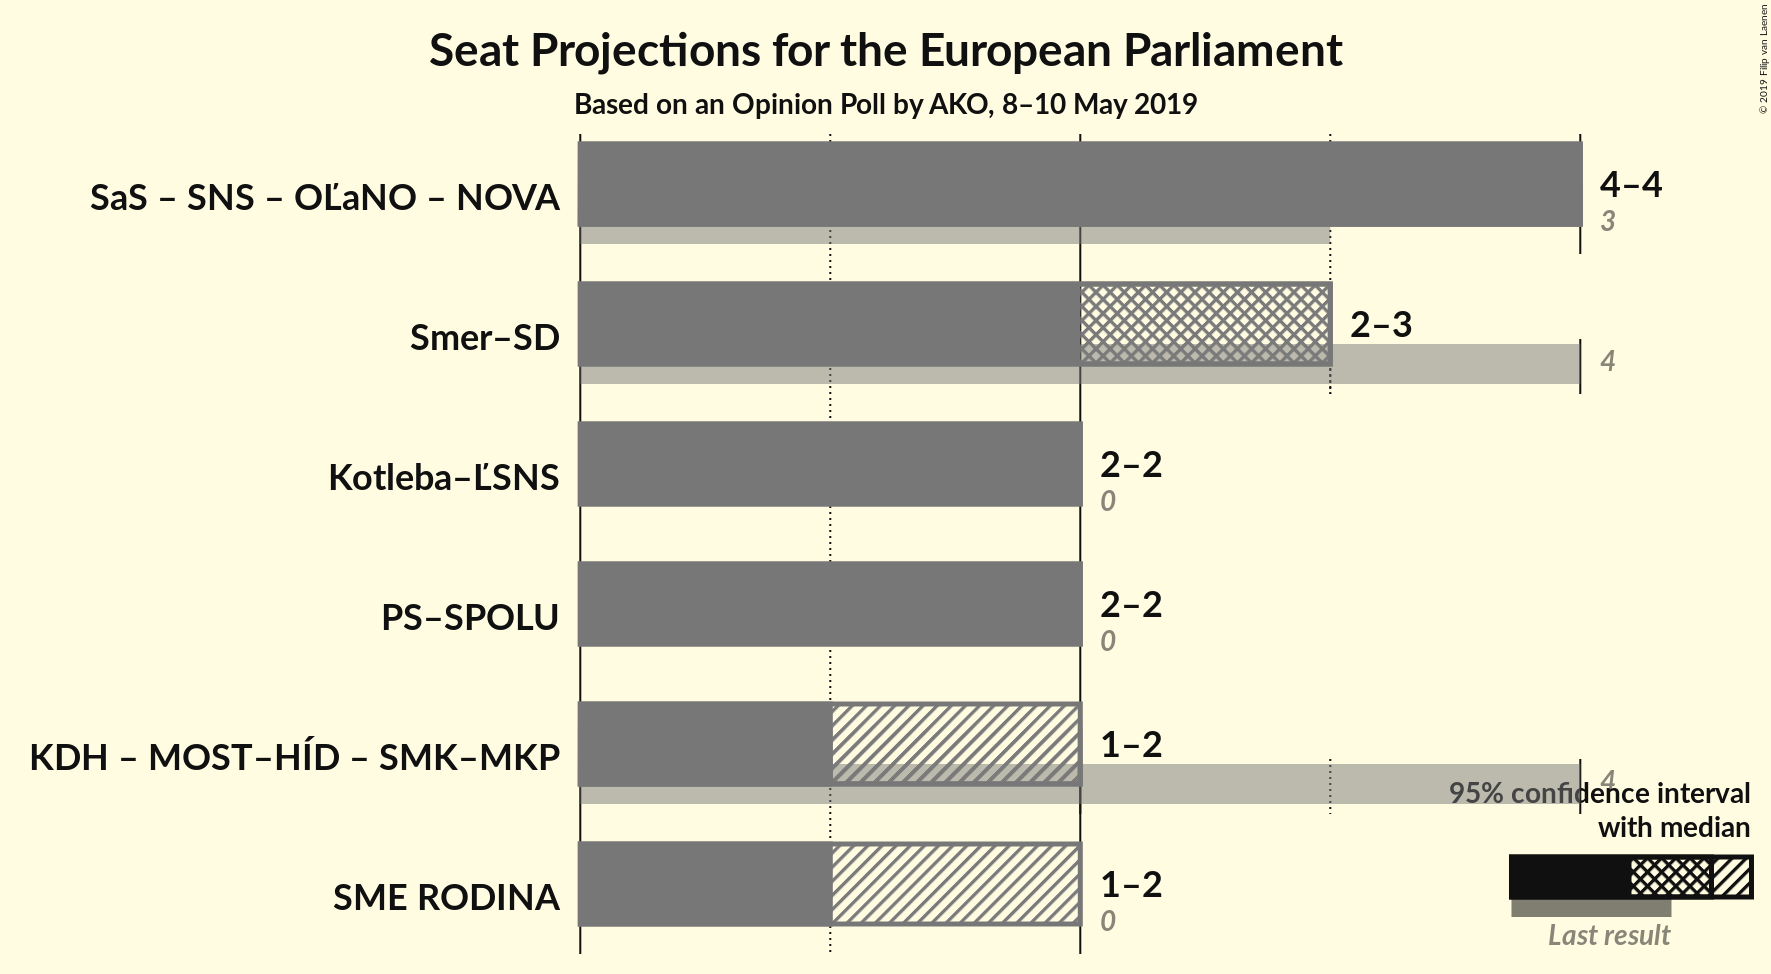 Seat Projections for the European Parliament
Based on an Opinion Poll by AKO, 8–10 May 2019
© 2019 Filip van Laenen
SaS – SNS – OĽaNO – NOVA
4–4
3
Smer–SD
2–3
4
Kotleba–ĽSNS
2–2
0
PS–SPOLU
2–2
0
KDH – MOST–HÍD – SMK–MKP
1–2
4
SME RODINA
1–2
0
95% confidence interval
with median
Last result